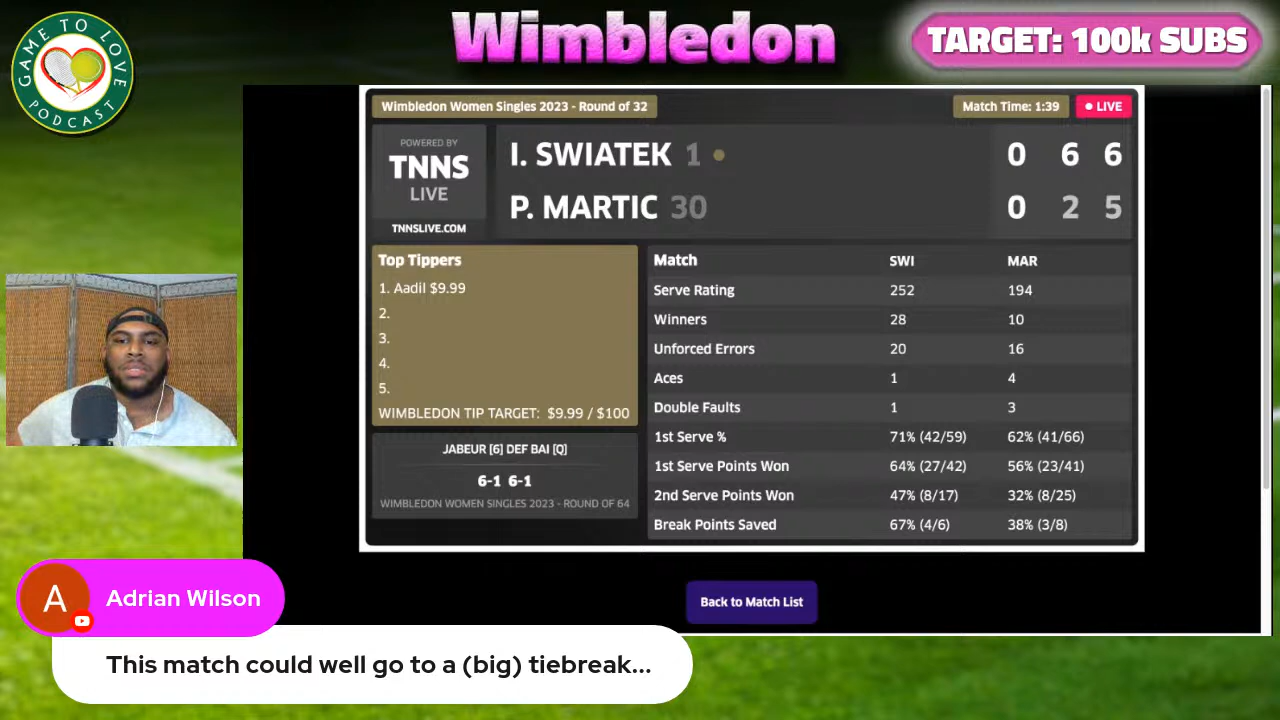 GAME TO LOVE
PODCAST
Wimbledon
TARGET: 100k SUBS
Wimbledon Women Singles 2023 - Round of 32
Match Time: 1:39
LIVE
POWERED BY
TNNS
LIVE
TNNSLIVE.COM
I. SWIATEK 1 0 6 6
P. MARTIC 30 0 2 5
Top Tippers
1. Aadil $9.99
2.
3.
4.
5.
WIMBLEDON TIP TARGET: $9.99 / $100
JABEUR [6] DEF BAI [Q]
6-1 6-1
WIMBLEDON WOMEN SINGLES 2023 - ROUND OF 64
Match SWI MAR
Serve Rating 252 194
Winners 28 10
Unforced Errors 20 16
Aces 1 4
Double Faults 1 3
1st Serve % 71% (42/59) 62% (41/66)
1st Serve Points Won 64% (27/42) 56% (23/41)
2nd Serve Points Won 47% (8/17) 32% (8/25)
Break Points Saved 67% (4/6) 38% (3/8)
Back to Match List
A Adrian Wilson
This match could well go to a (big) tiebreak...